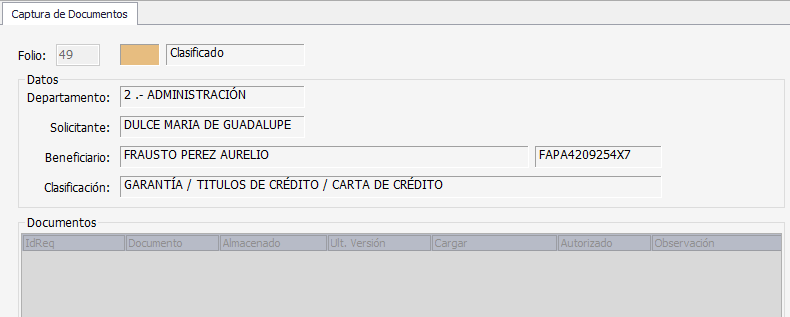 Captura de Documentos
Folio: 49 Clasificado
Datos
Departamento: 2 .- ADMINISTRACIÓN
Solicitante: DULCE MARIA DE GUADALUPE
Beneficiario: FRAUSTO PEREZ AURELIO FAPA4209254X7
Clasificación: GARANTÍA / TITULOS DE CRÉDITO / CARTA DE CRÉDITO
Documentos
IdReq Documento Almacenado Ult. Versión Cargar Autorizado Observación